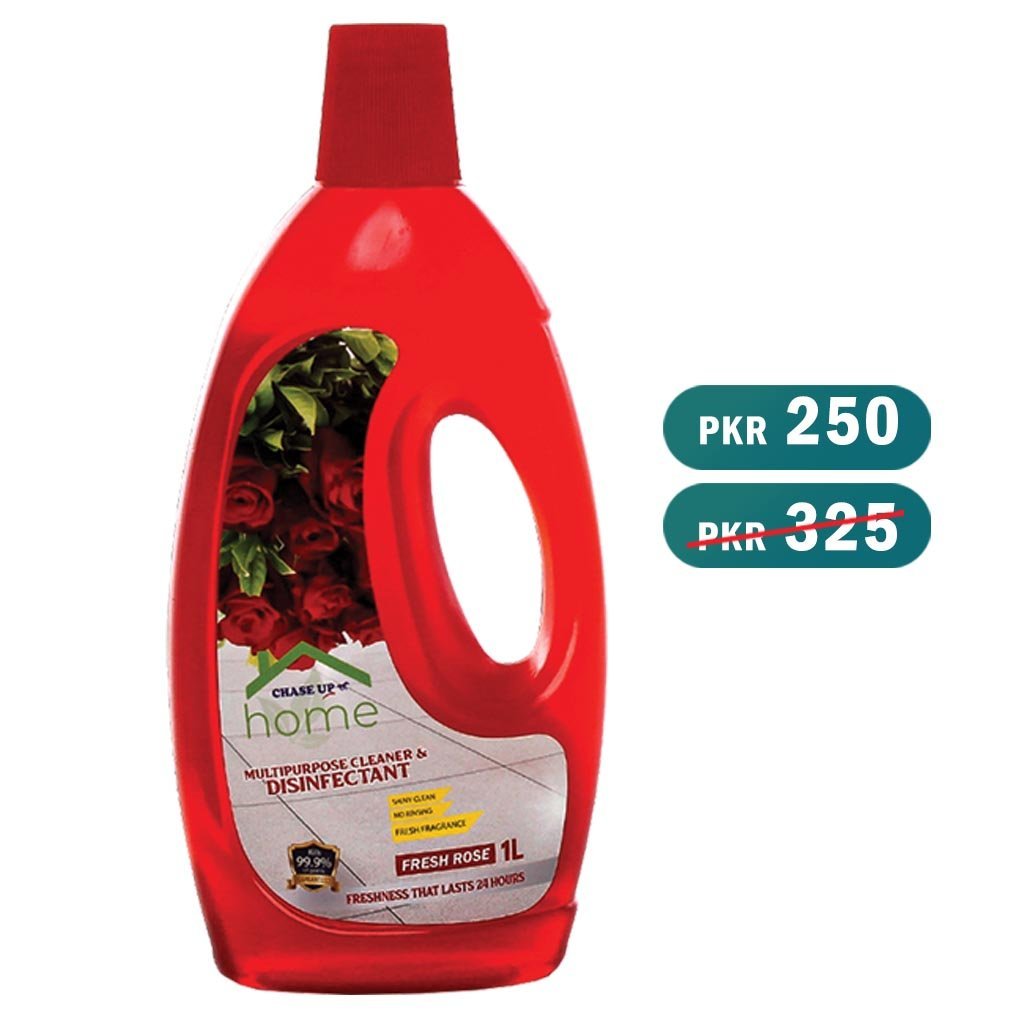 CHASE UP
home
MULTIPURPOSE CLEANER &
DISINFECTANT
SHINY CLEAN
NO RINSING
FRESH FRAGRANCE
Kills
99.9%
FRESH ROSE 1L
FRESHNESS THAT LASTS 24 HOURS
PKR 250
PKR 325